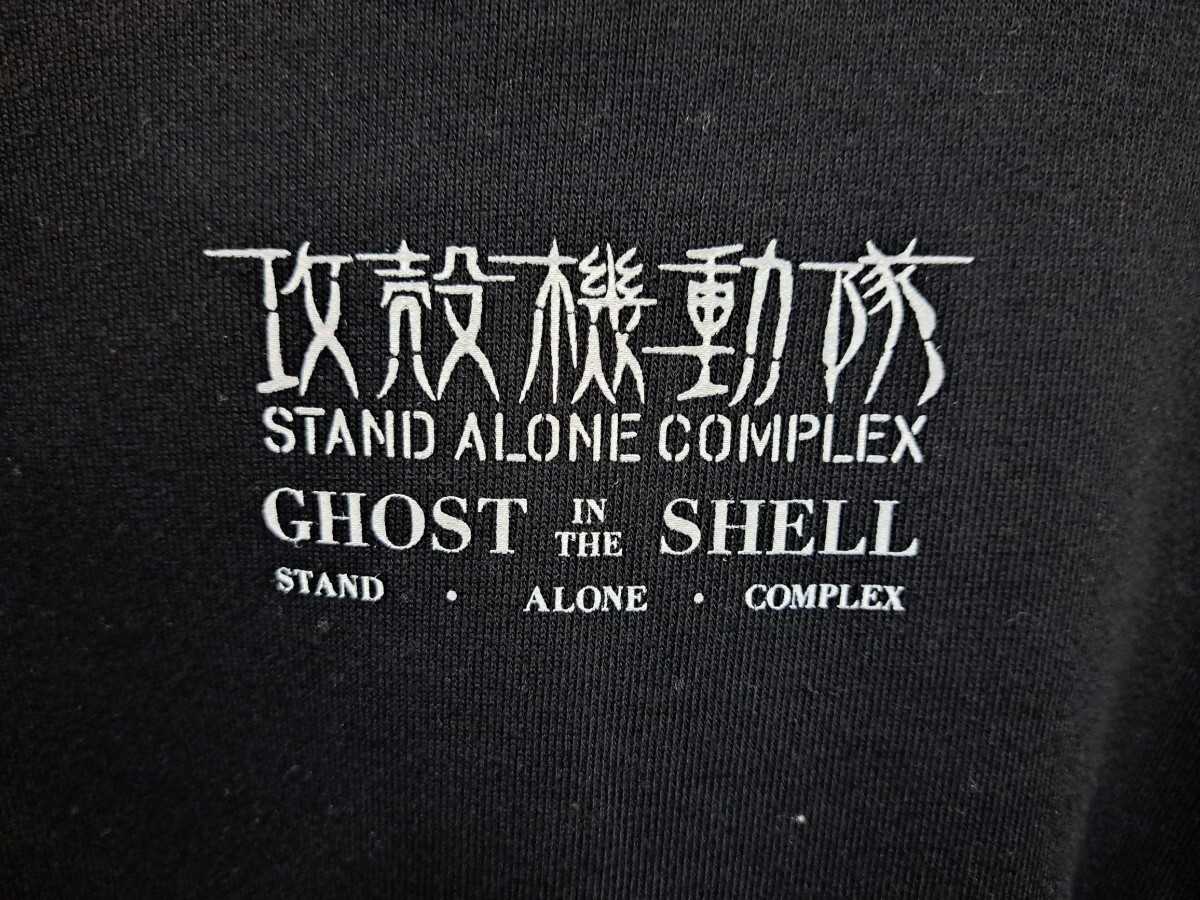 攻殻機動隊
STAND ALONE COMPLEX
GHOST IN THE SHELL
STAND · ALONE · COMPLEX